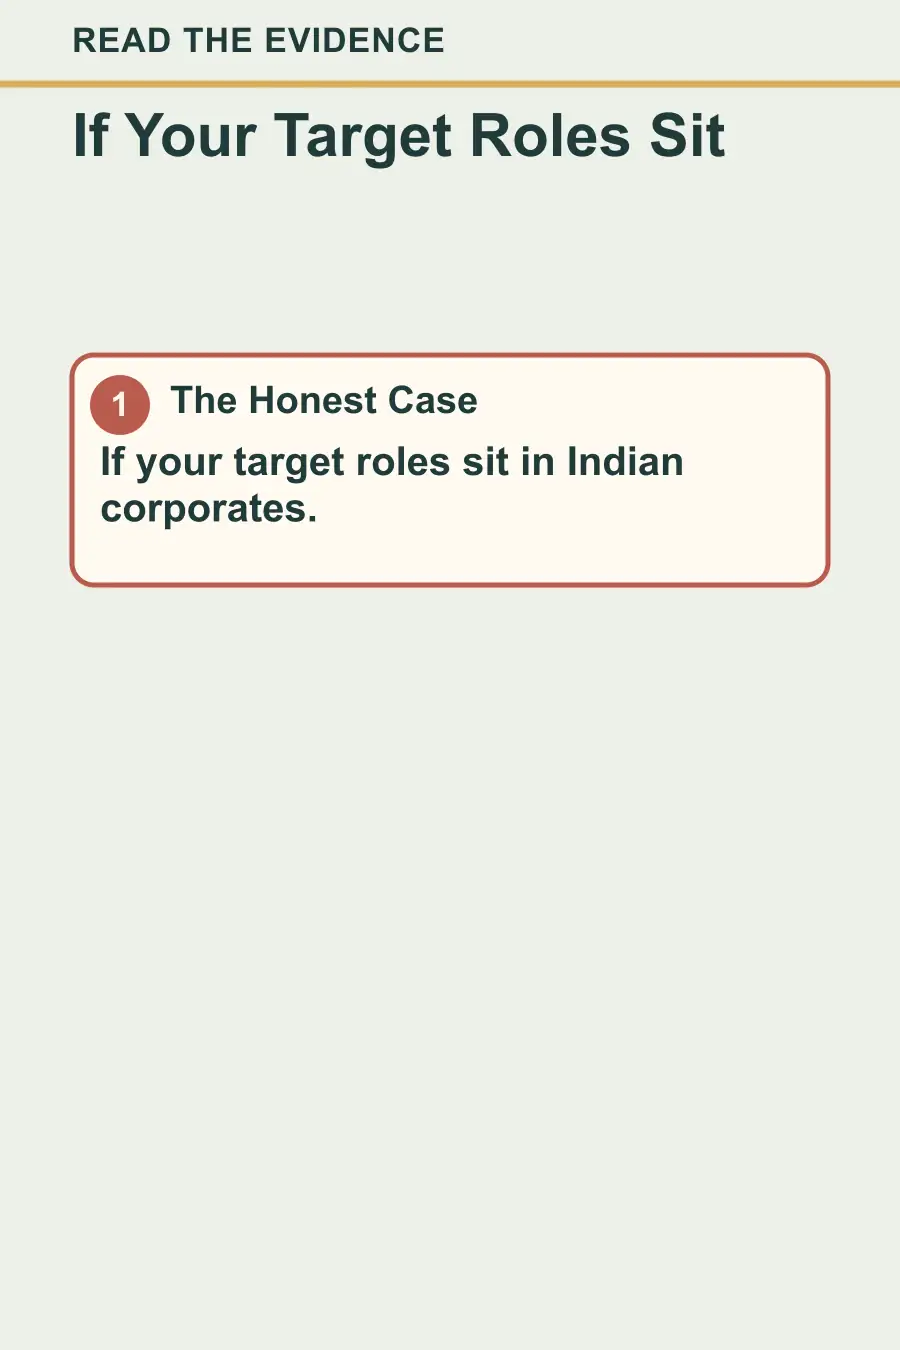 READ THE EVIDENCE
If Your Target Roles Sit
1 The Honest Case
If your target roles sit in Indian
corporates.